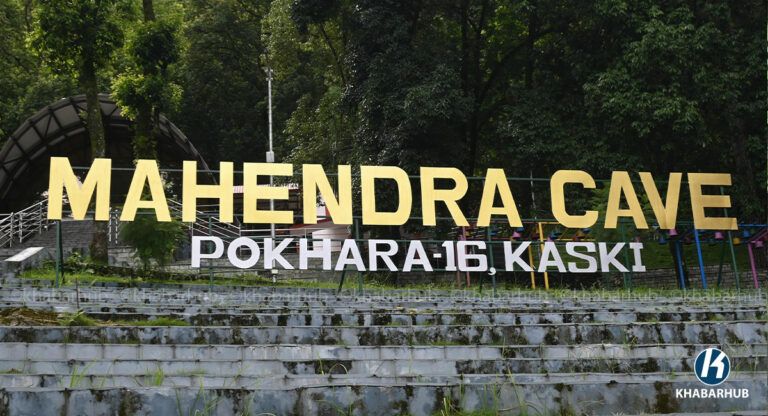 MAHENDRA CAVE
POKHARA-16, KASKI
K
KHABARHUB